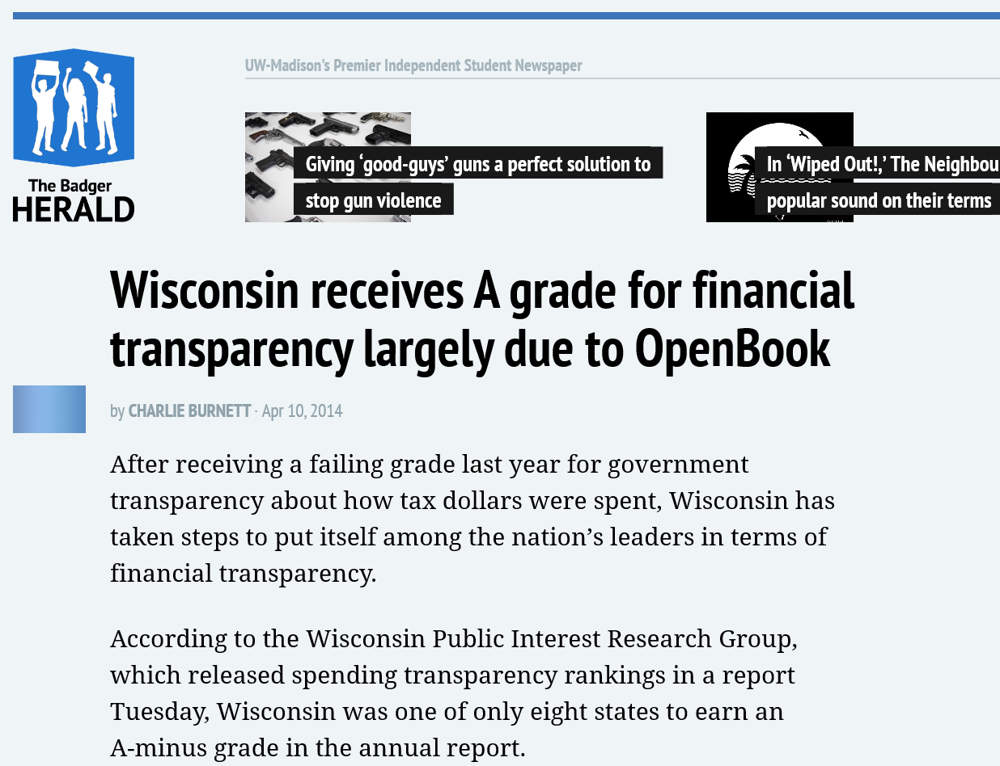 The Badger
HERALD
UW-Madison's Premier Independent Student Newspaper
Giving ‘good-guys’ guns a perfect solution to
stop gun violence
In ‘Wiped Out!,’ The Neighbou
popular sound on their terms
Wisconsin receives A grade for financial
transparency largely due to OpenBook
by CHARLIE BURNETT · Apr 10, 2014
After receiving a failing grade last year for government
transparency about how tax dollars were spent, Wisconsin has
taken steps to put itself among the nation’s leaders in terms of
financial transparency.
According to the Wisconsin Public Interest Research Group,
which released spending transparency rankings in a report
Tuesday, Wisconsin was one of only eight states to earn an
A-minus grade in the annual report.